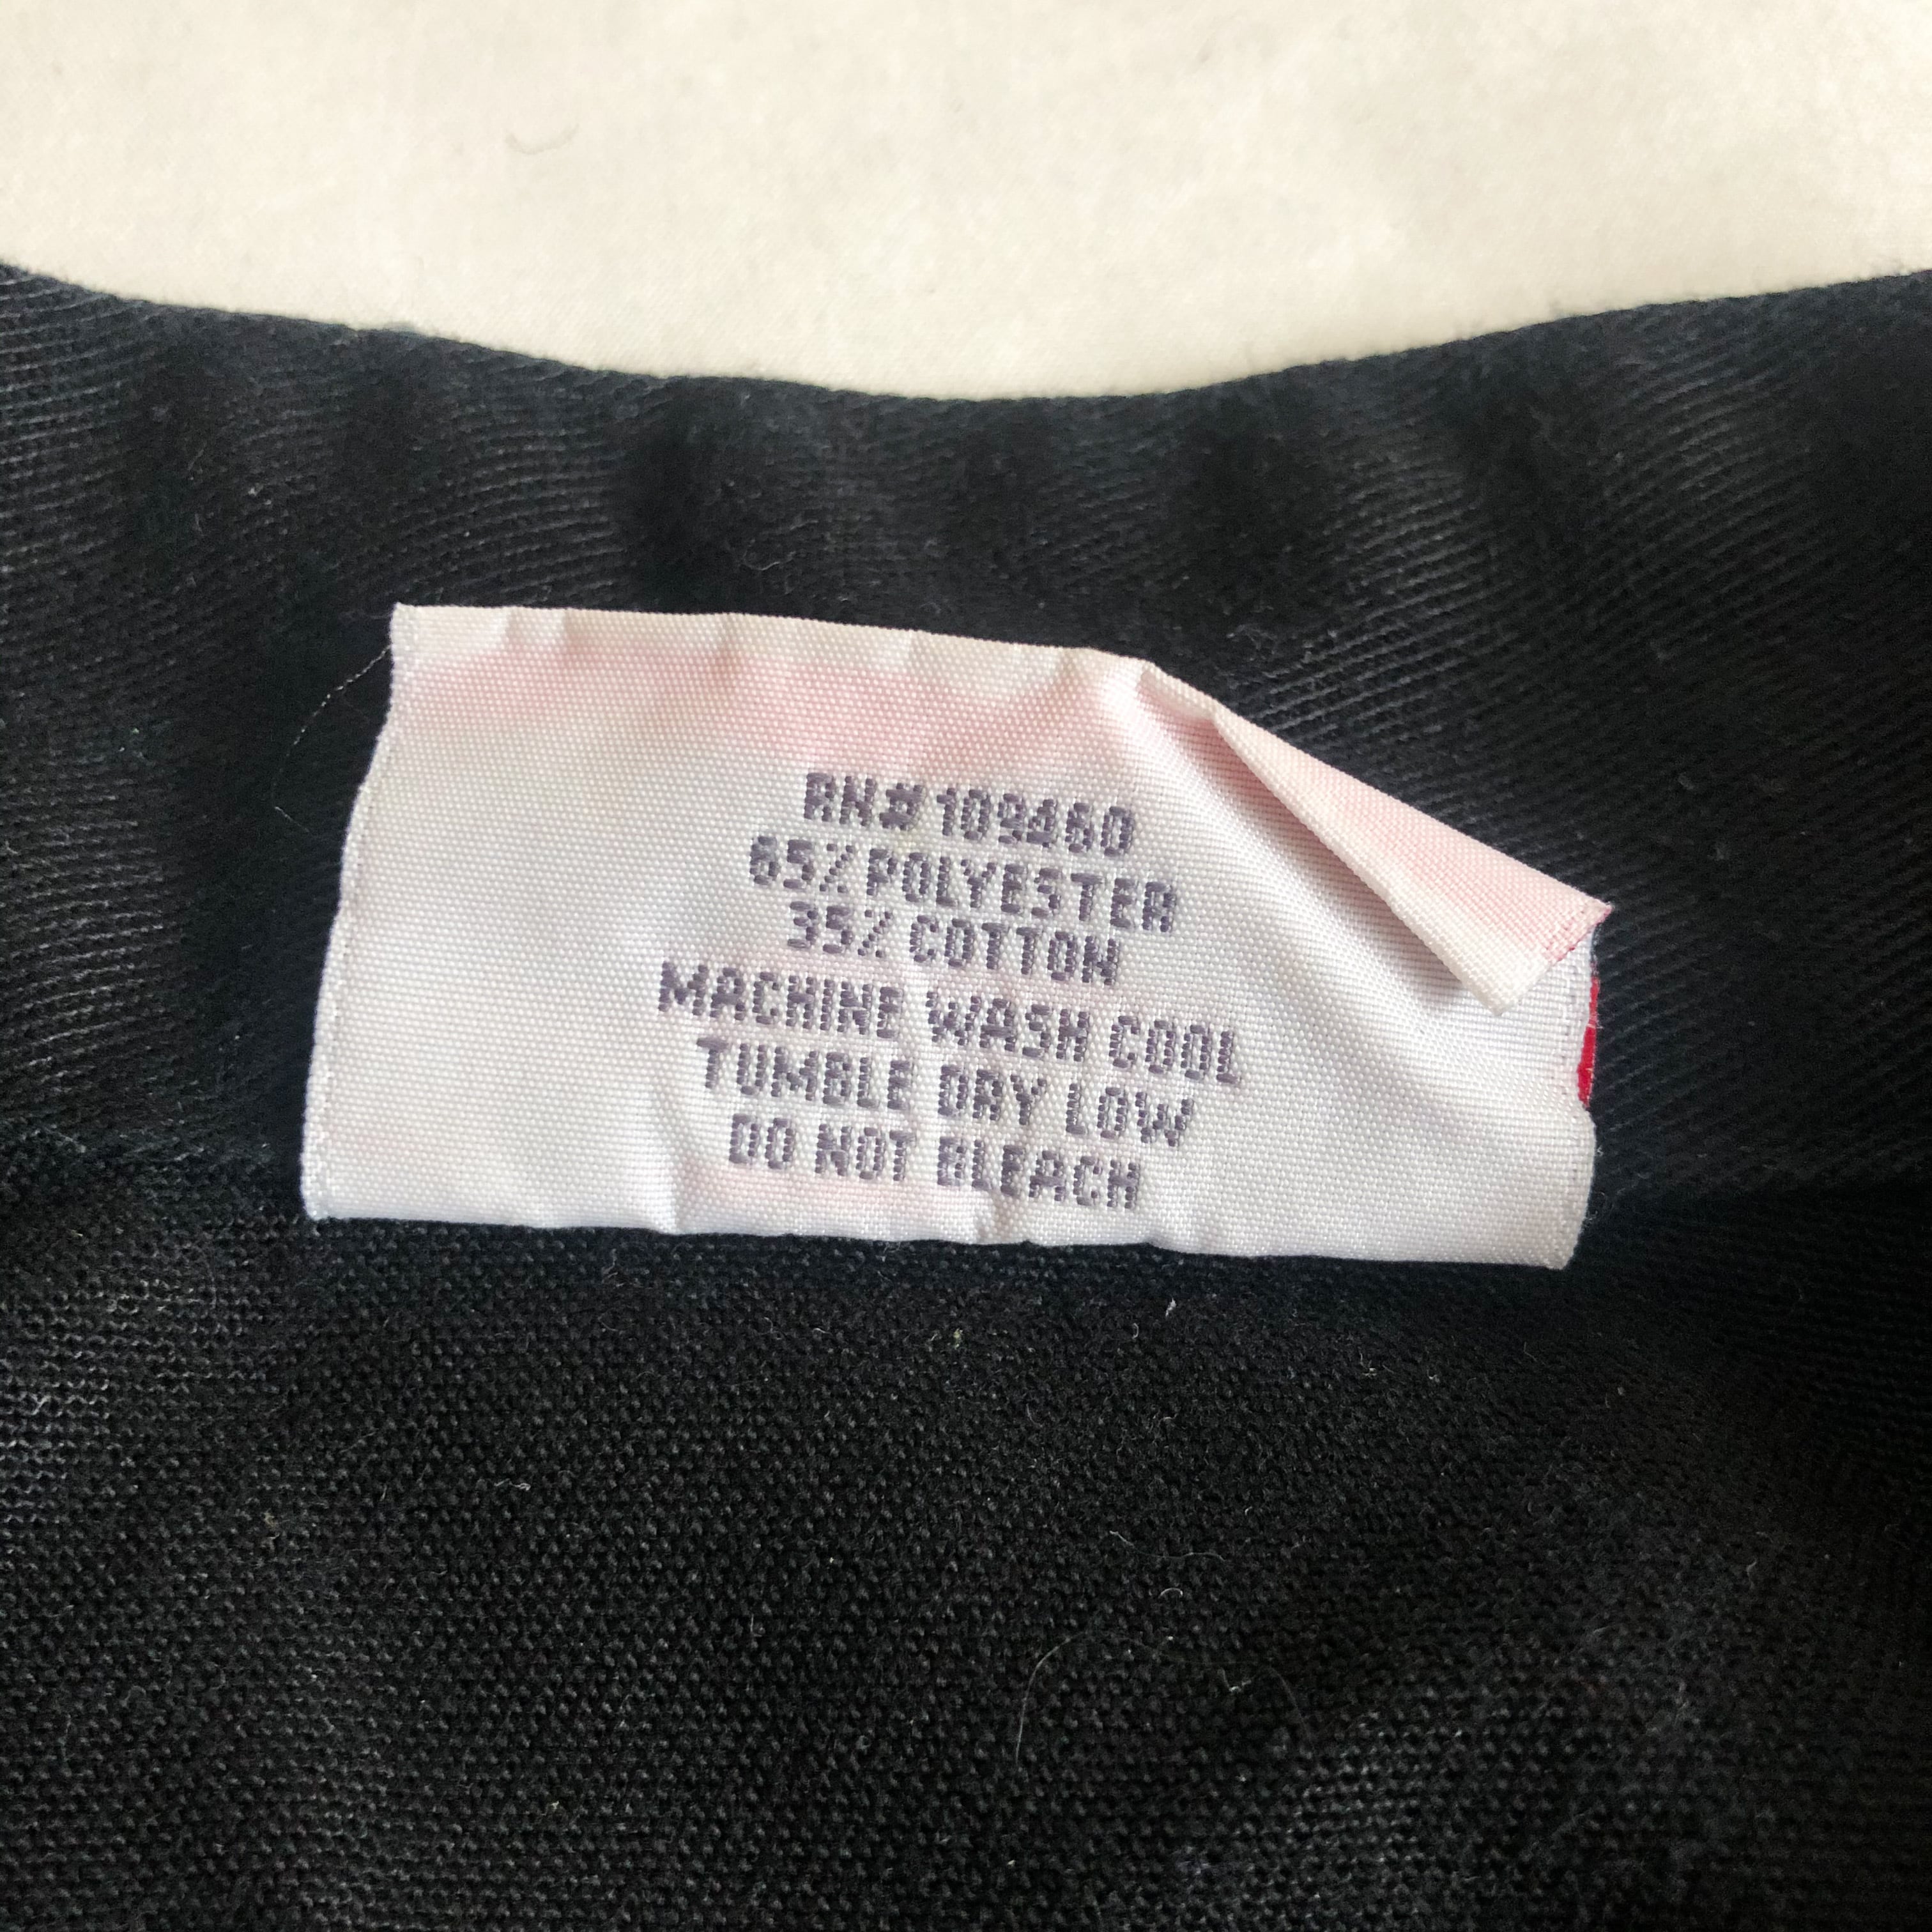 RN#109460
65% POLYESTER
35% COTTON
MACHINE WASH COOL
TUMBLE DRY LOW
DO NOT BLEACH